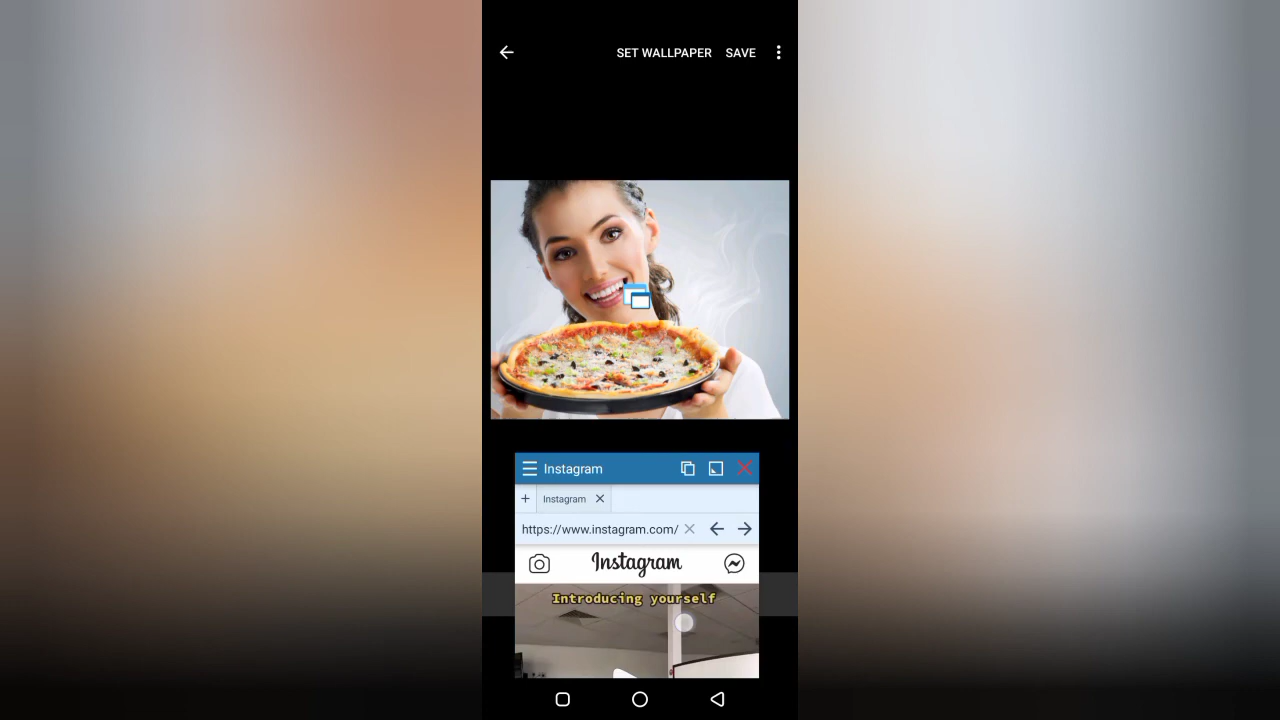 SET WALLPAPER SAVE
Instagram
+ Instagram
https://www.instagram.com/
Instagram
Introducing yourself